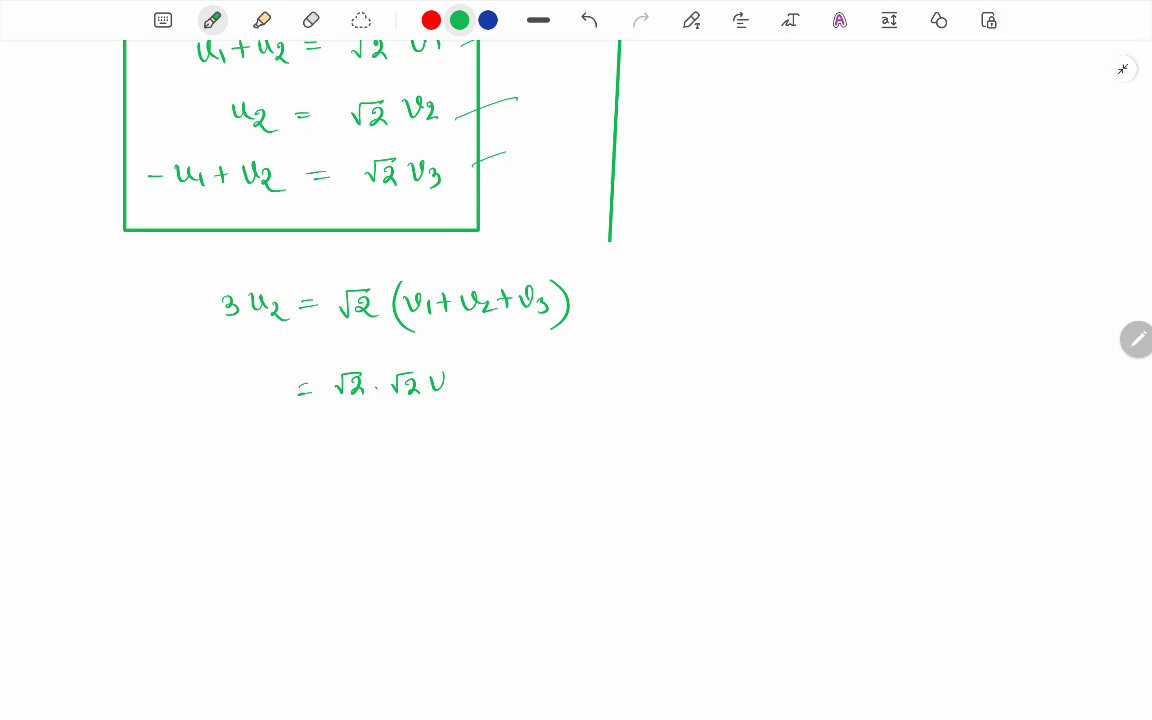 u₁ + u₂ = √2 v₁
u₂ = √2 v₂
- u₁ + u₂ = √2 v₃
3 u₂ = √2 (v₁ + v₂ + v₃)
= √2 . √2 v